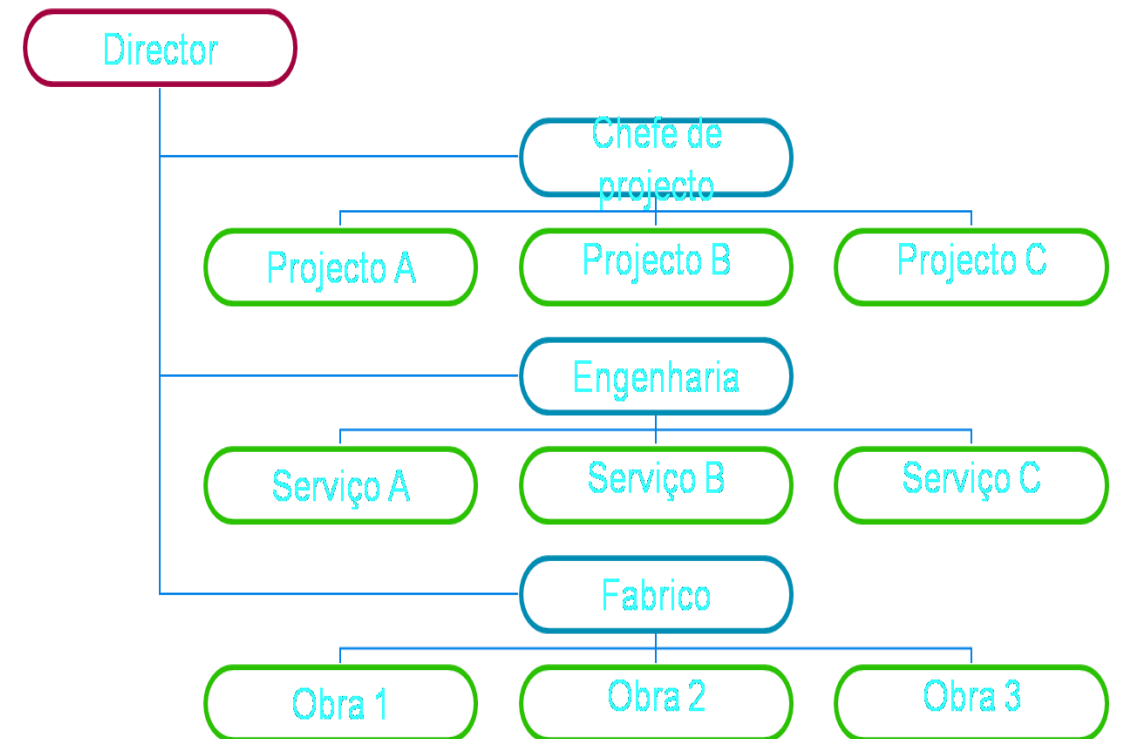 Director
Chefe de
projecto
Projecto A
Projecto B
Projecto C
Engenharia
Serviço A
Serviço B
Serviço C
Fabrico
Obra 1
Obra 2
Obra 3